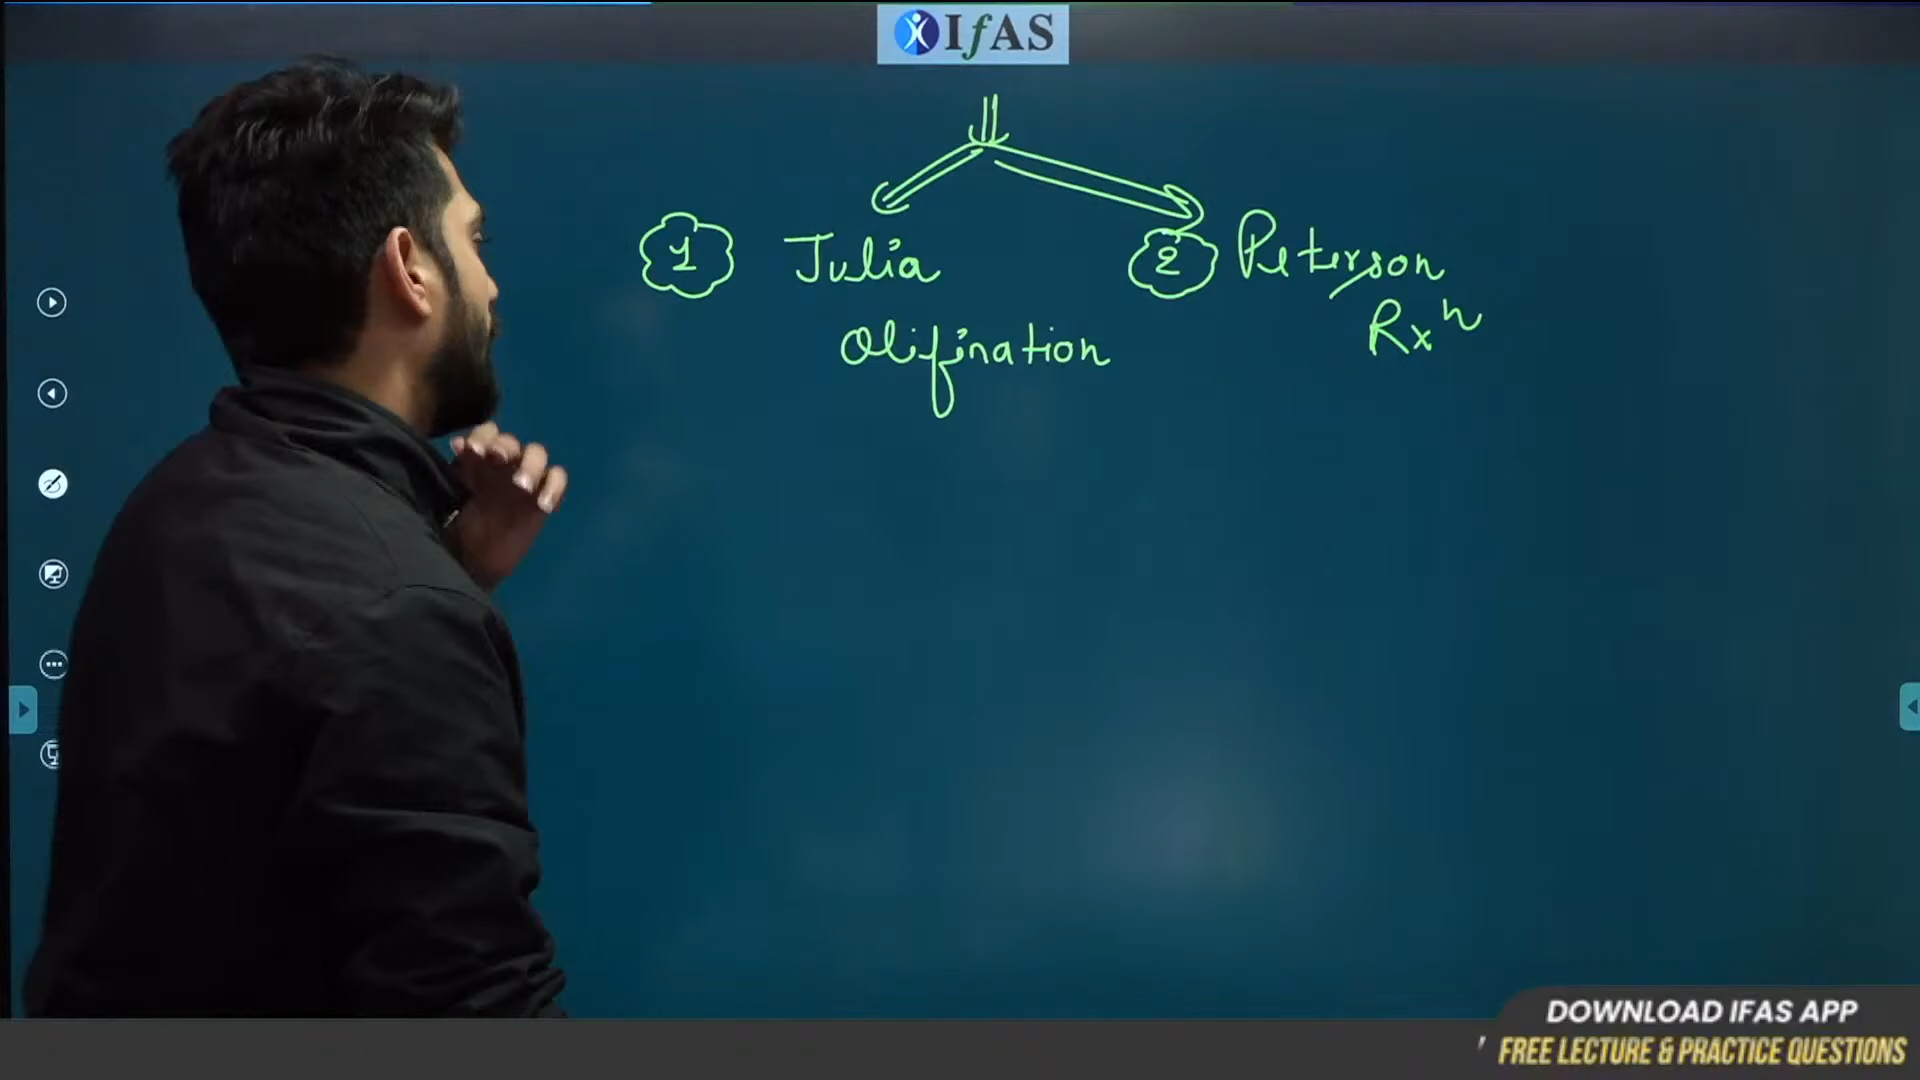 IfAS
1 Julia
Olifination
2 Peterson
Rxn
DOWNLOAD IFAS APP
FREE LECTURE & PRACTICE QUESTIONS